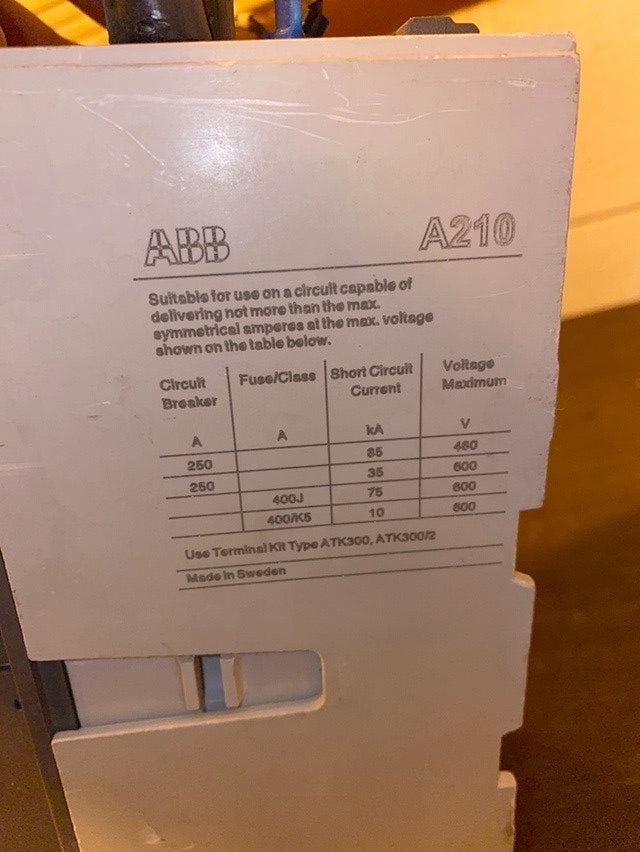 ABB A210
Suitable for use on a circuit capable of
delivering not more than the max.
symmetrical amperes at the max. voltage
shown on the table below.
Circuit Breaker Fuse/Class Short Circuit Current Voltage Maximum
A A kA V
250 85 480
250 35 600
400J 75 600
400/K5 10 600
Use Terminal Kit Type ATK300, ATK300/2
Made in Sweden